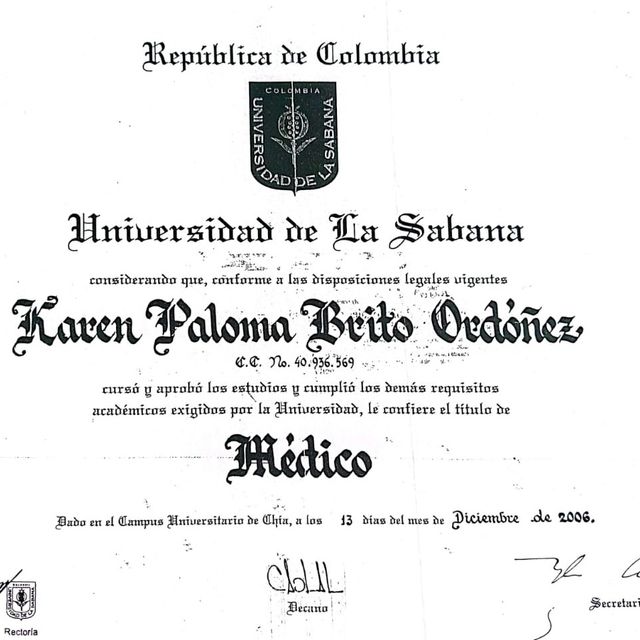 República de Colombia
COLOMBIA
UNIVERSIDAD DE LA SABANA
Universidad de La Sabana
considerando que, conforme a las disposiciones legales vigentes
Karen Paloma Brito Ordóñez
C.C. No. 40.936.569
cursó y aprobó los estudios y cumplió los demás requisitos
académicos exigidos por la Universidad, le confiere el título de
Médico
Dado en el Campus Universitario de Chía, a los 13 días del mes de Diciembre de 2006.
Decano
Secretari
Rectoría